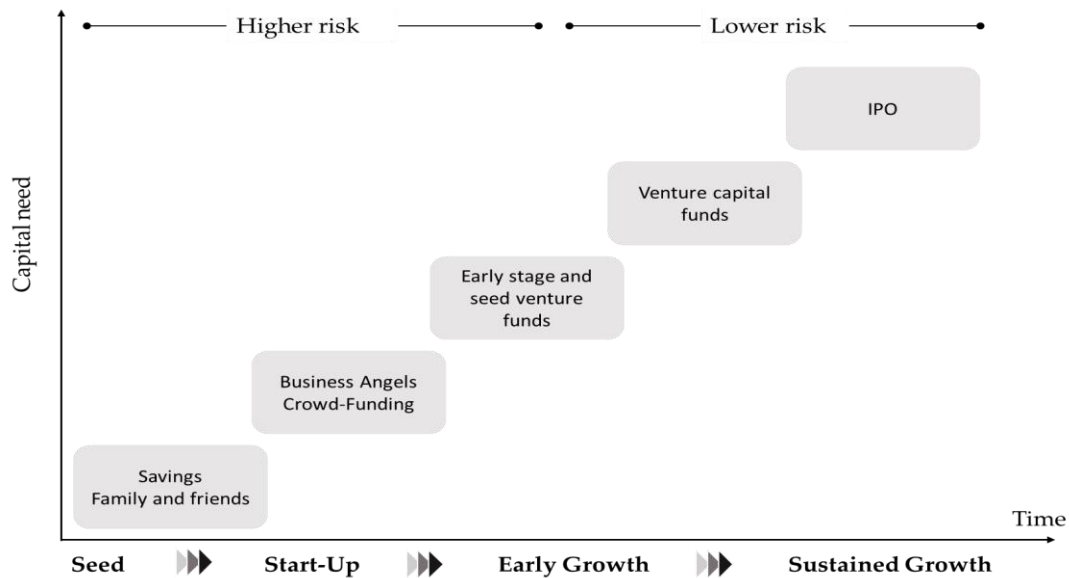 Higher risk
Lower risk
IPO
Venture capital
funds
Capital need
Early stage and
seed venture
funds
Business Angels
Crowd-Funding
Savings
Family and friends
Time
Seed
Start-Up
Early Growth
Sustained Growth